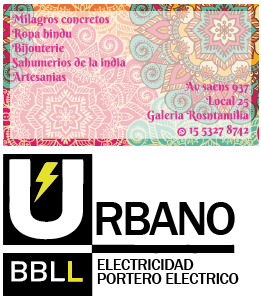 Milagros concretos
Ropa hindu
Bijouterie
Sahumerios de la india
Artesanias
Av saens 937
Local 25
Galeria Rosntamilia
15 5327 8742
URBANO
BBLL
ELECTRICIDAD
PORTERO ELECTRICO